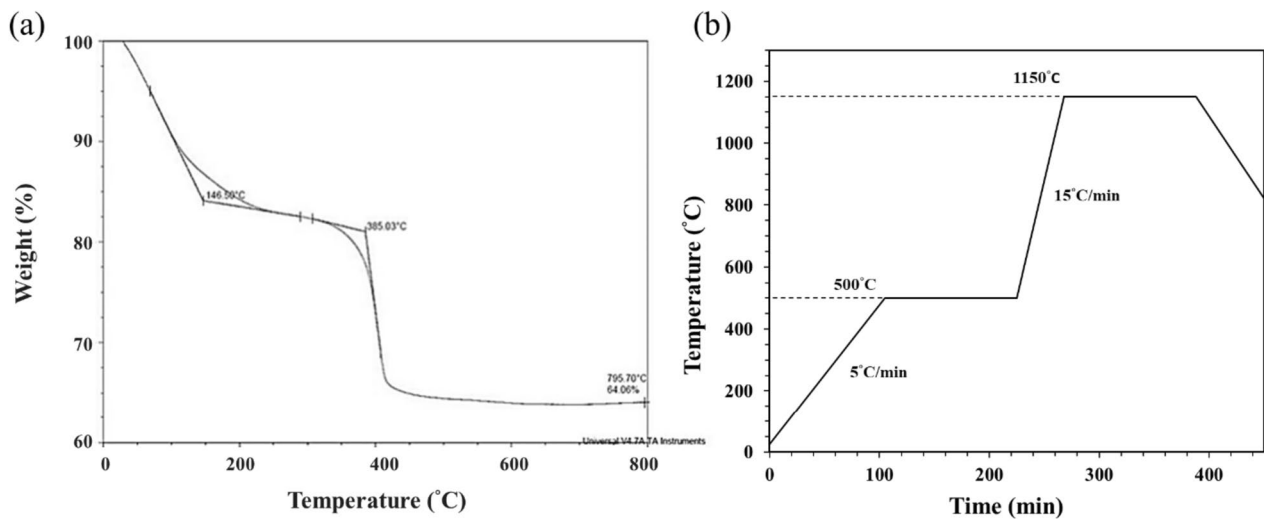 (a)
100
90
80
70
60
Weight (%)
146.50°C
385.03°C
795.70°C
64.06%
Universal V4.7A TA Instruments
0
200
400
600
800
Temperature (°C)
(b)
1200
1000
800
600
400
200
0
Temperature (°C)
1150°C
15°C/min
500°C
5°C/min
0
100
200
300
400
Time (min)